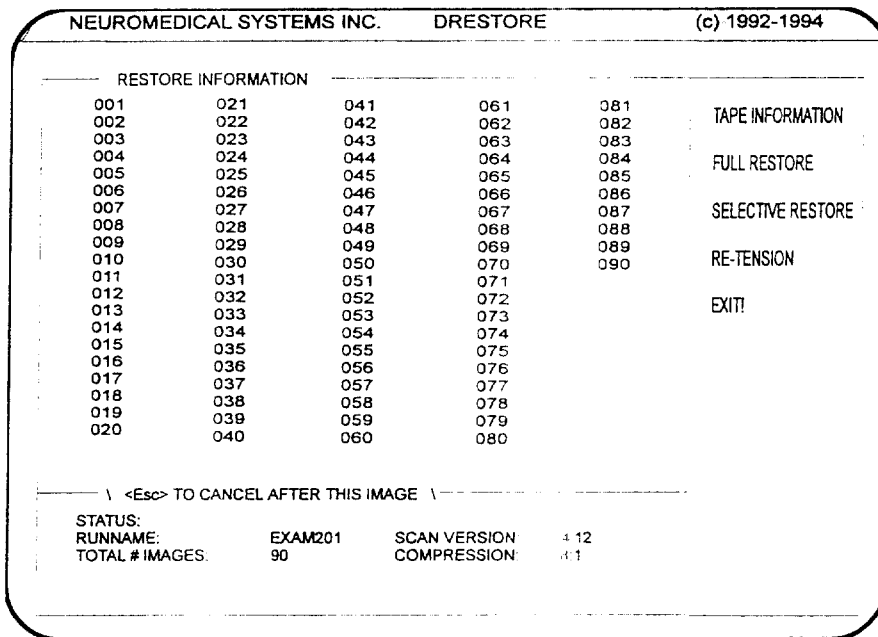 NEUROMEDICAL SYSTEMS INC. DRESTORE (c) 1992-1994
RESTORE INFORMATION
001 021 041 061 081
002 022 042 062 082
003 023 043 063 083
004 024 044 064 084
005 025 045 065 085
006 026 046 066 086
007 027 047 067 087
008 028 048 068 088
009 029 049 069 089
010 030 050 070 090
011 031 051 071
012 032 052 072
013 033 053 073
014 034 054 074
015 035 055 075
016 036 056 076
017 037 057 077
018 038 058 078
019 039 059 079
020 040 060 080
TAPE INFORMATION
FULL RESTORE
SELECTIVE RESTORE
RE-TENSION
EXIT!
\ <Esc> TO CANCEL AFTER THIS IMAGE \
STATUS:
RUNNAME: EXAM201 SCAN VERSION: 4.12
TOTAL # IMAGES: 90 COMPRESSION: